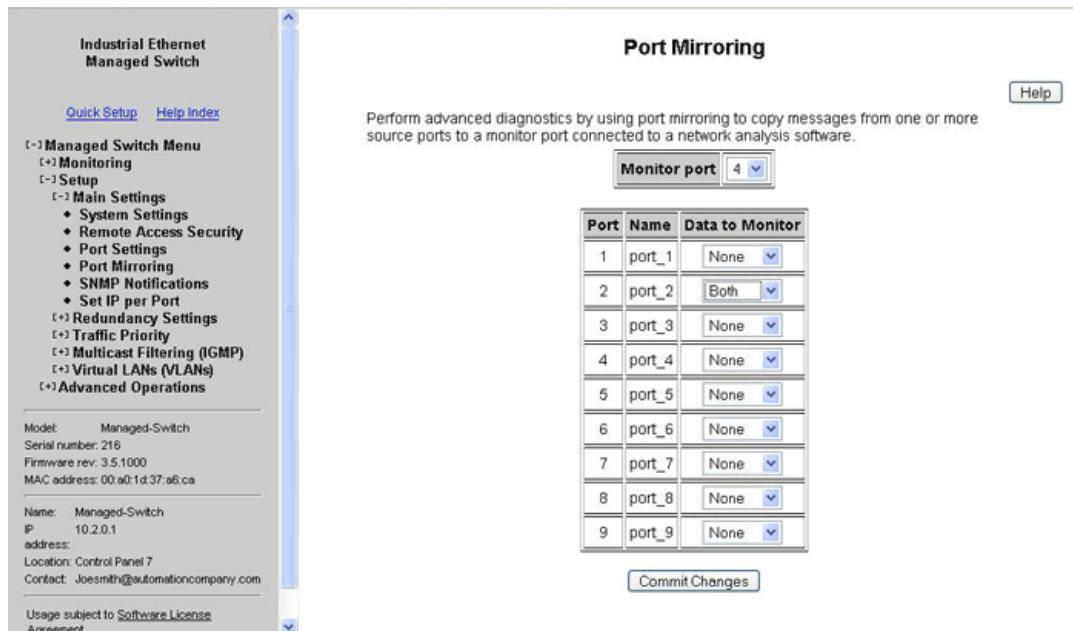 Industrial Ethernet
Managed Switch
Quick Setup Help Index
[-] Managed Switch Menu
[+] Monitoring
[-] Setup
[-] Main Settings
◆ System Settings
◆ Remote Access Security
◆ Port Settings
◆ Port Mirroring
◆ SNMP Notifications
◆ Set IP per Port
[+] Redundancy Settings
[+] Traffic Priority
[+] Multicast Filtering (IGMP)
[+] Virtual LANs (VLANs)
[+] Advanced Operations
Model: Managed-Switch
Serial number: 216
Firmware rev: 3.5.1000
MAC address: 00:a0:1d:37:a6:ca
Name: Managed-Switch
IP address: 10.2.0.1
Location: Control Panel 7
Contact: Joesmith@automationcompany.com
Usage subject to Software License
Agreement
Port Mirroring
Help
Perform advanced diagnostics by using port mirroring to copy messages from one or more
source ports to a monitor port connected to a network analysis software.
Monitor port 4
Port Name Data to Monitor
1 port_1 None
2 port_2 Both
3 port_3 None
4 port_4 None
5 port_5 None
6 port_6 None
7 port_7 None
8 port_8 None
9 port_9 None
Commit Changes